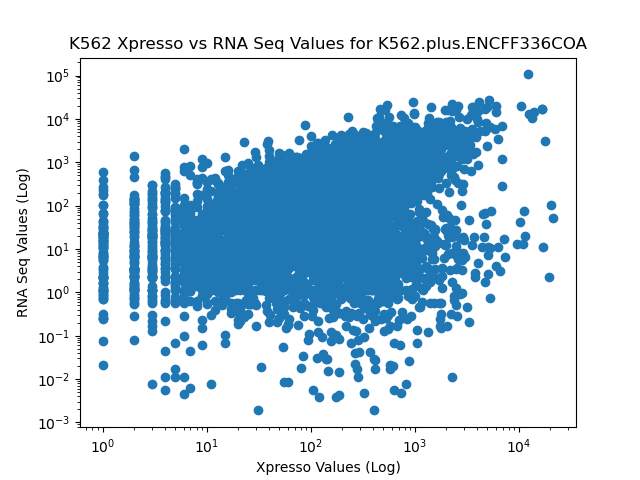 K562 Xpresso vs RNA Seq Values for K562.plus.ENCFF336COA
RNA Seq Values (Log)
10^5
10^4
10^3
10^2
10^1
10^0
10^-1
10^-2
10^-3
10^0 10^1 10^2 10^3 10^4
Xpresso Values (Log)